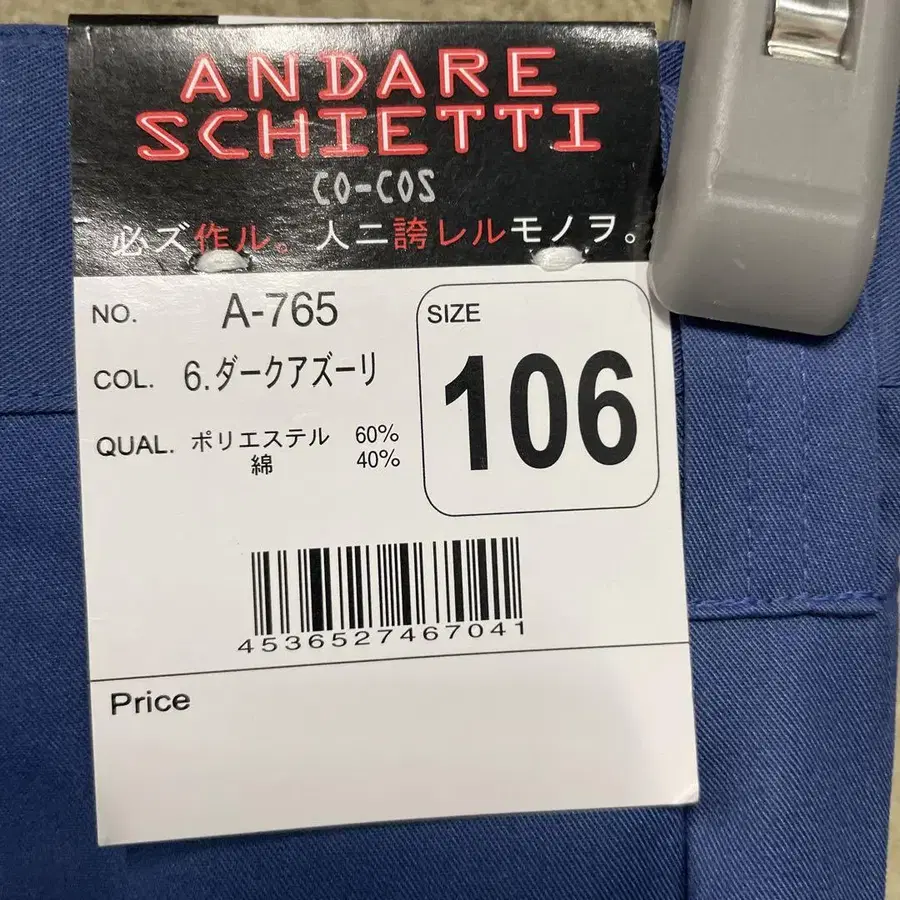 ANDARE
SCHIETTI
CO-COS
必ズ作ル。人ニ誇レルモノヲ。
NO. A-765
COL. 6.ダークアズーリ
QUAL. ポリエステル 60%
綿 40%
SIZE
106
4536527467041
Price